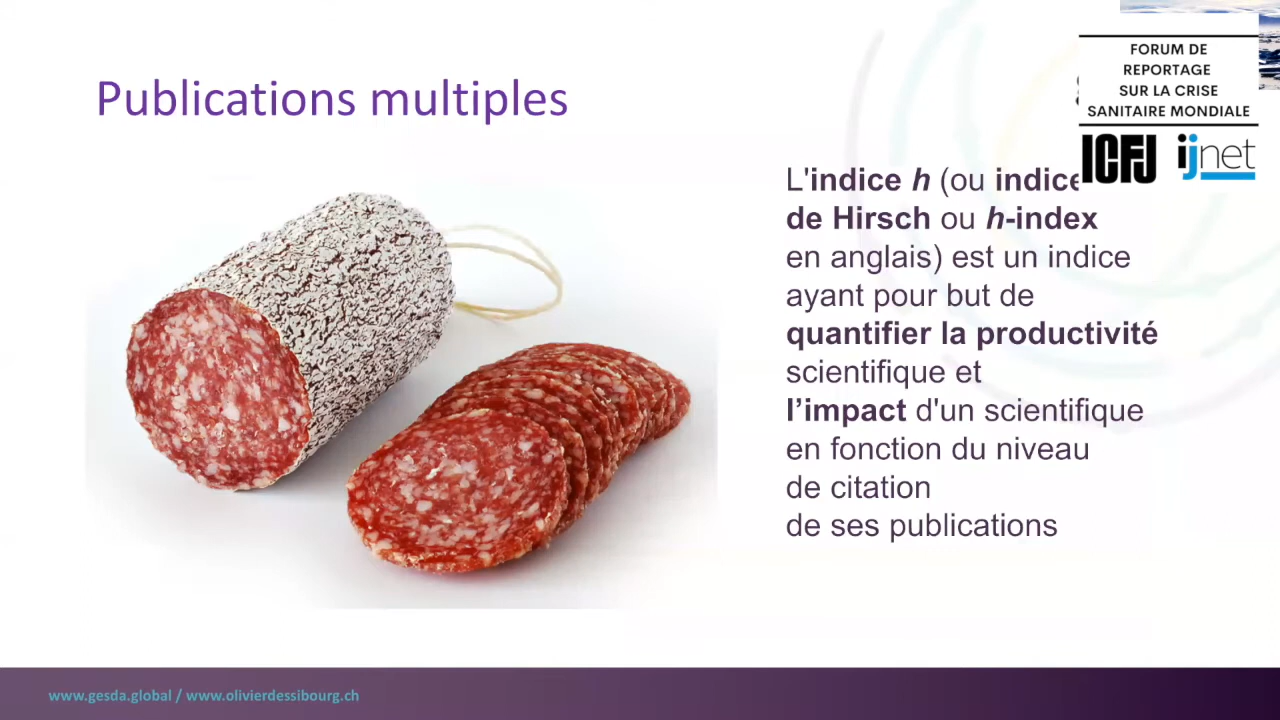 Publications multiples
FORUM DE
REPORTAGE
SUR LA CRISE
SANITAIRE MONDIALE
ICFJ ijnet
L'indice h (ou indice
de Hirsch ou h-index
en anglais) est un indice
ayant pour but de
quantifier la productivité
scientifique et
l’impact d'un scientifique
en fonction du niveau
de citation
de ses publications
www.gesda.global / www.olivierdessibourg.ch